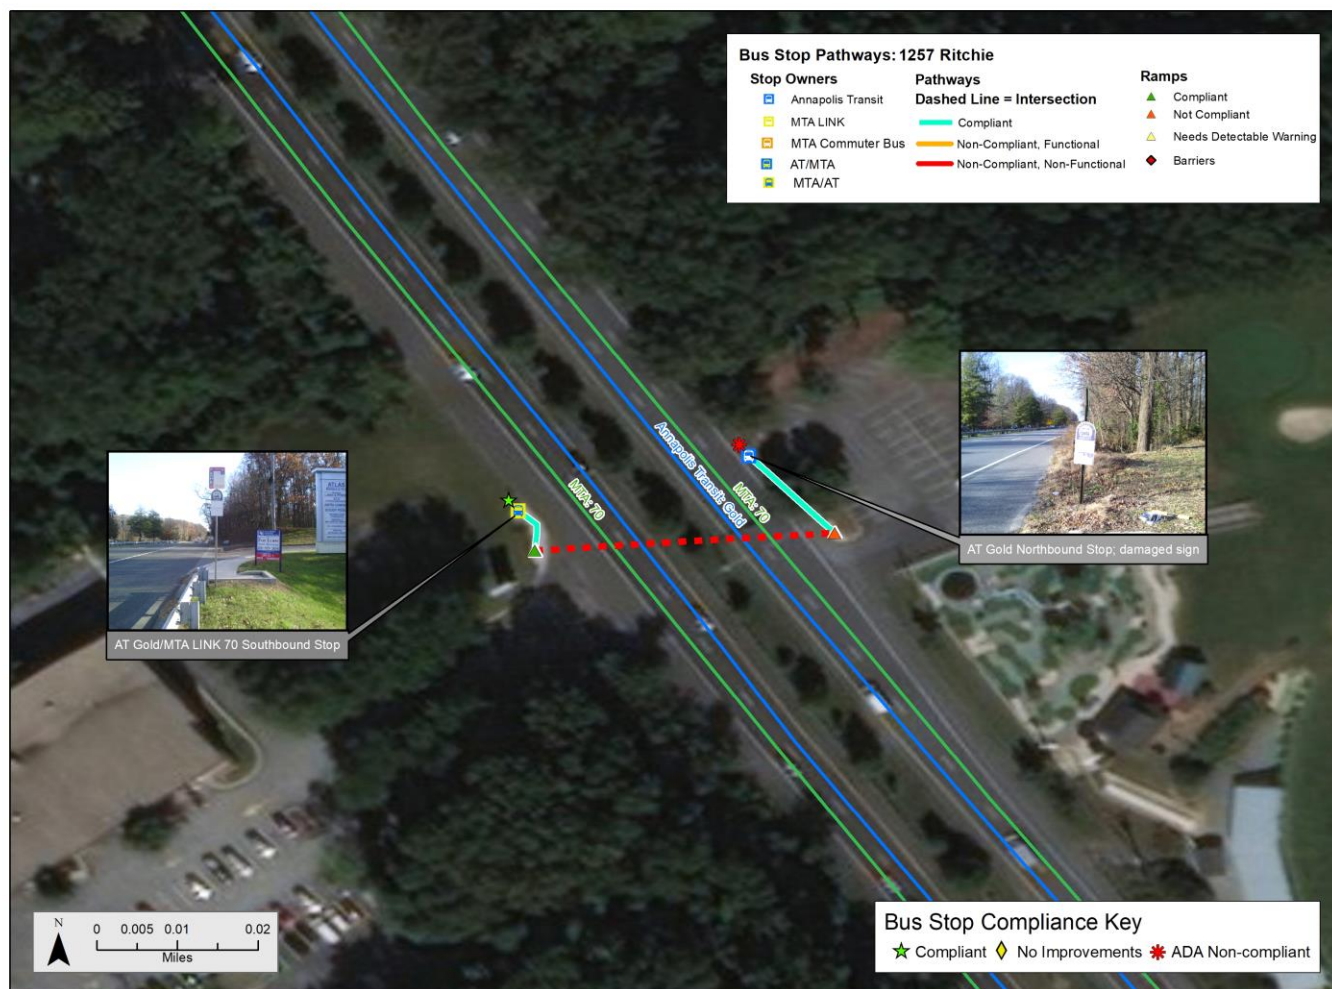 Bus Stop Pathways: 1257 Ritchie
Stop Owners
Annapolis Transit
MTA LINK
MTA Commuter Bus
AT/MTA
MTA/AT
Pathways
Dashed Line = Intersection
Compliant
Non-Compliant, Functional
Non-Compliant, Non-Functional
Ramps
Compliant
Not Compliant
Needs Detectable Warning
Barriers
MTA: 70
Annapolis Transit: Gold
MTA: 70
AT Gold/MTA LINK 70 Southbound Stop
ATLAS
AT Gold Northbound Stop; damaged sign
N
0 0.005 0.01 0.02
Miles
Bus Stop Compliance Key
Compliant No Improvements ADA Non-compliant